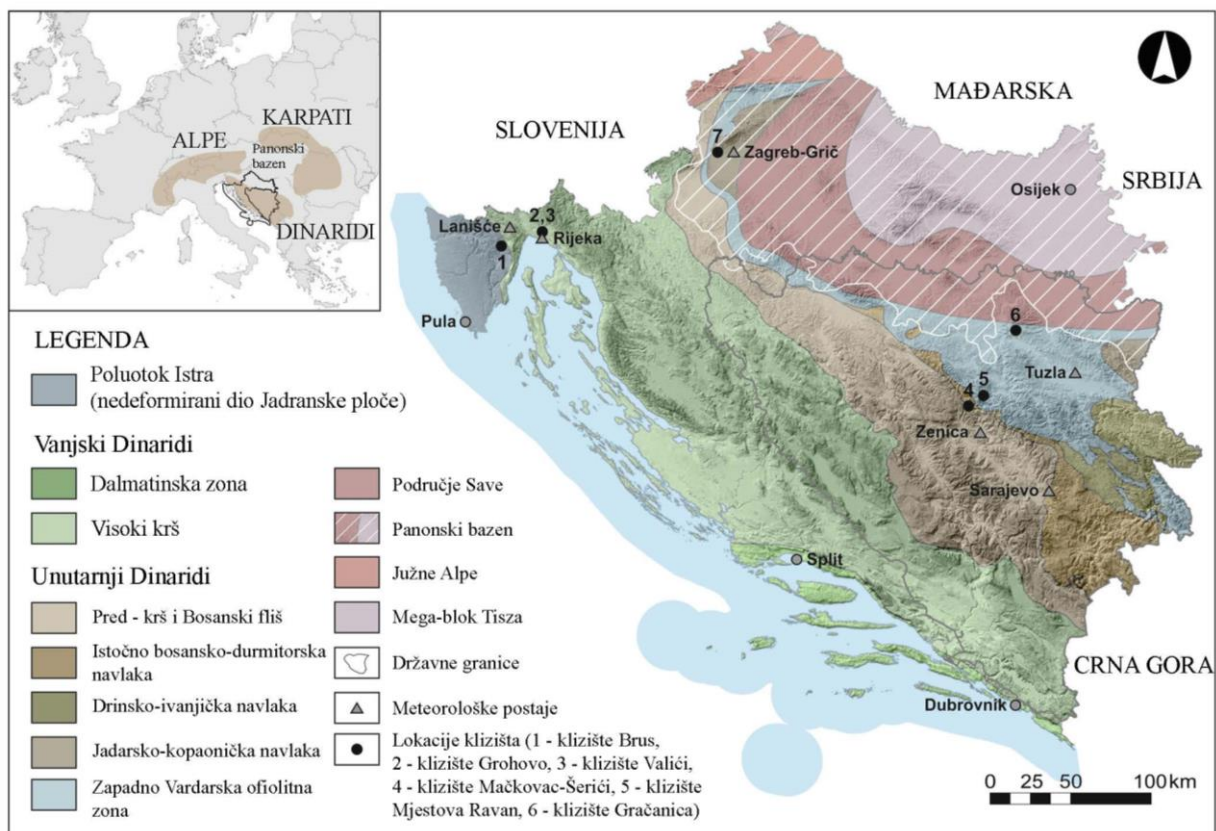 KARPATI
ALPE
Panonski
bazen
DINARIDI
SLOVENIJA
MAĐARSKA
SRBIJA
CRNA GORA
7
Zagreb-Grič
Osijek
Lanišće
2,3
Rijeka
1
Pula
6
Tuzla
5
4
Zenica
Sarajevo
Split
Dubrovnik
0 25 50 100 km
LEGENDA
Poluotok Istra
(nedeformirani dio Jadranske ploče)
Vanjski Dinaridi
Dalmatinska zona
Visoki krš
Unutarnji Dinaridi
Pred - krš i Bosanski fliš
Istočno bosansko-durmitorska
navlaka
Drinsko-ivanjička navlaka
Jadarsko-kopaonička navlaka
Zapadno Vardarska ofiolitna
zona
Područje Save
Panonski bazen
Južne Alpe
Mega-blok Tisza
Državne granice
Meteorološke postaje
Lokacije klizišta (1 - klizište Brus,
2 - klizište Grohovo, 3 - klizište Valići,
4 - klizište Mačkovac-Šerići, 5 - klizište
Mjestova Ravan, 6 - klizište Gračanica)